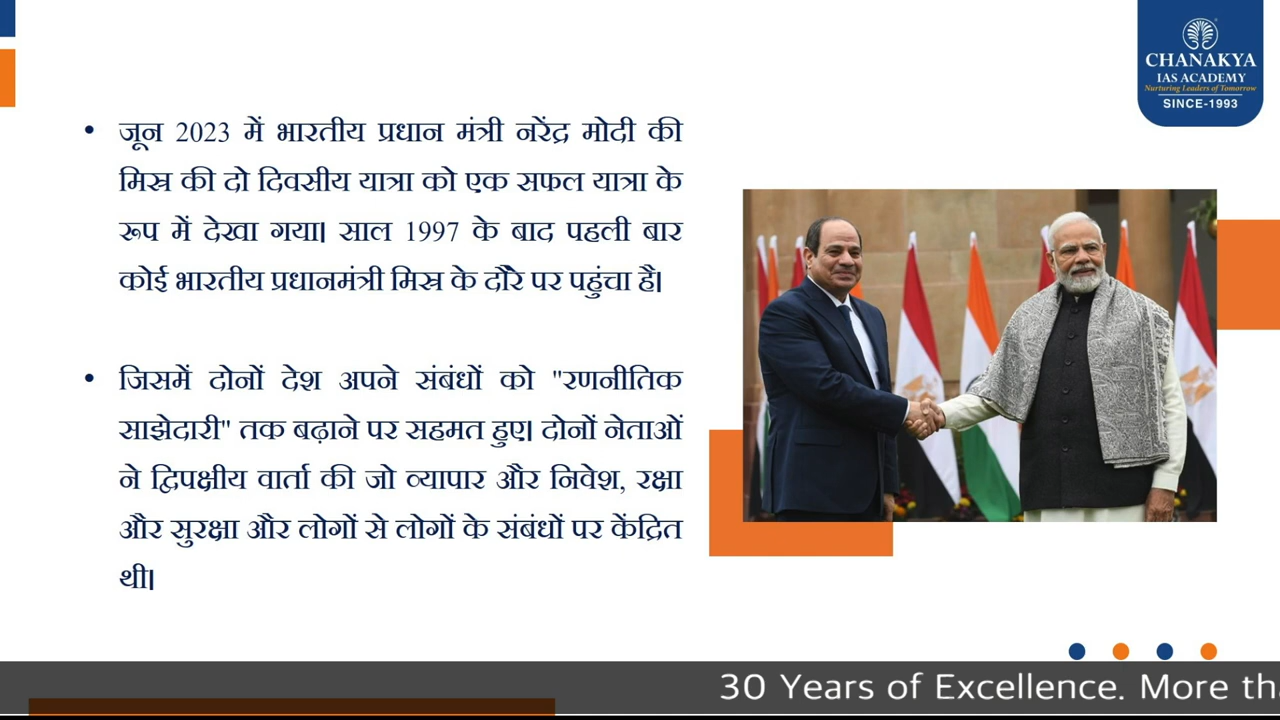 CHANAKYA
IAS ACADEMY
Nurturing Leaders of Tomorrow
SINCE-1993
• जून 2023 में भारतीय प्रधान मंत्री नरेंद्र मोदी की
मिस्र की दो दिवसीय यात्रा को एक सफल यात्रा के
रूप में देखा गया। साल 1997 के बाद पहली बार
कोई भारतीय प्रधानमंत्री मिस्र के दौरे पर पहुंचा है।
• जिसमें दोनों देश अपने संबंधों को "रणनीतिक
साझेदारी" तक बढ़ाने पर सहमत हुए। दोनों नेताओं
ने द्विपक्षीय वार्ता की जो व्यापार और निवेश, रक्षा
और सुरक्षा और लोगों से लोगों के संबंधों पर केंद्रित
थी।
30 Years of Excellence. More tha